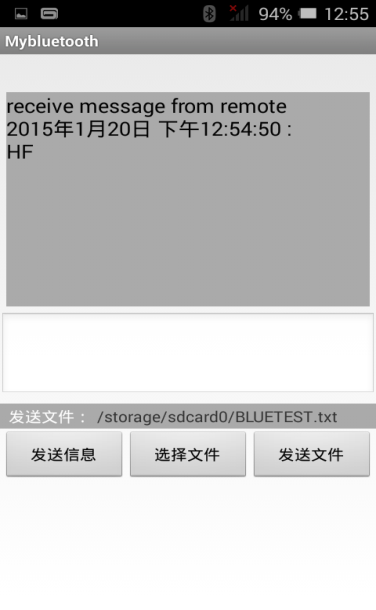 94% 12:55
Mybluetooth
receive message from remote
2015年1月20日 下午12:54:50 :
HF
发送文件： /storage/sdcard0/BLUETEST.txt
发送信息 选择文件 发送文件